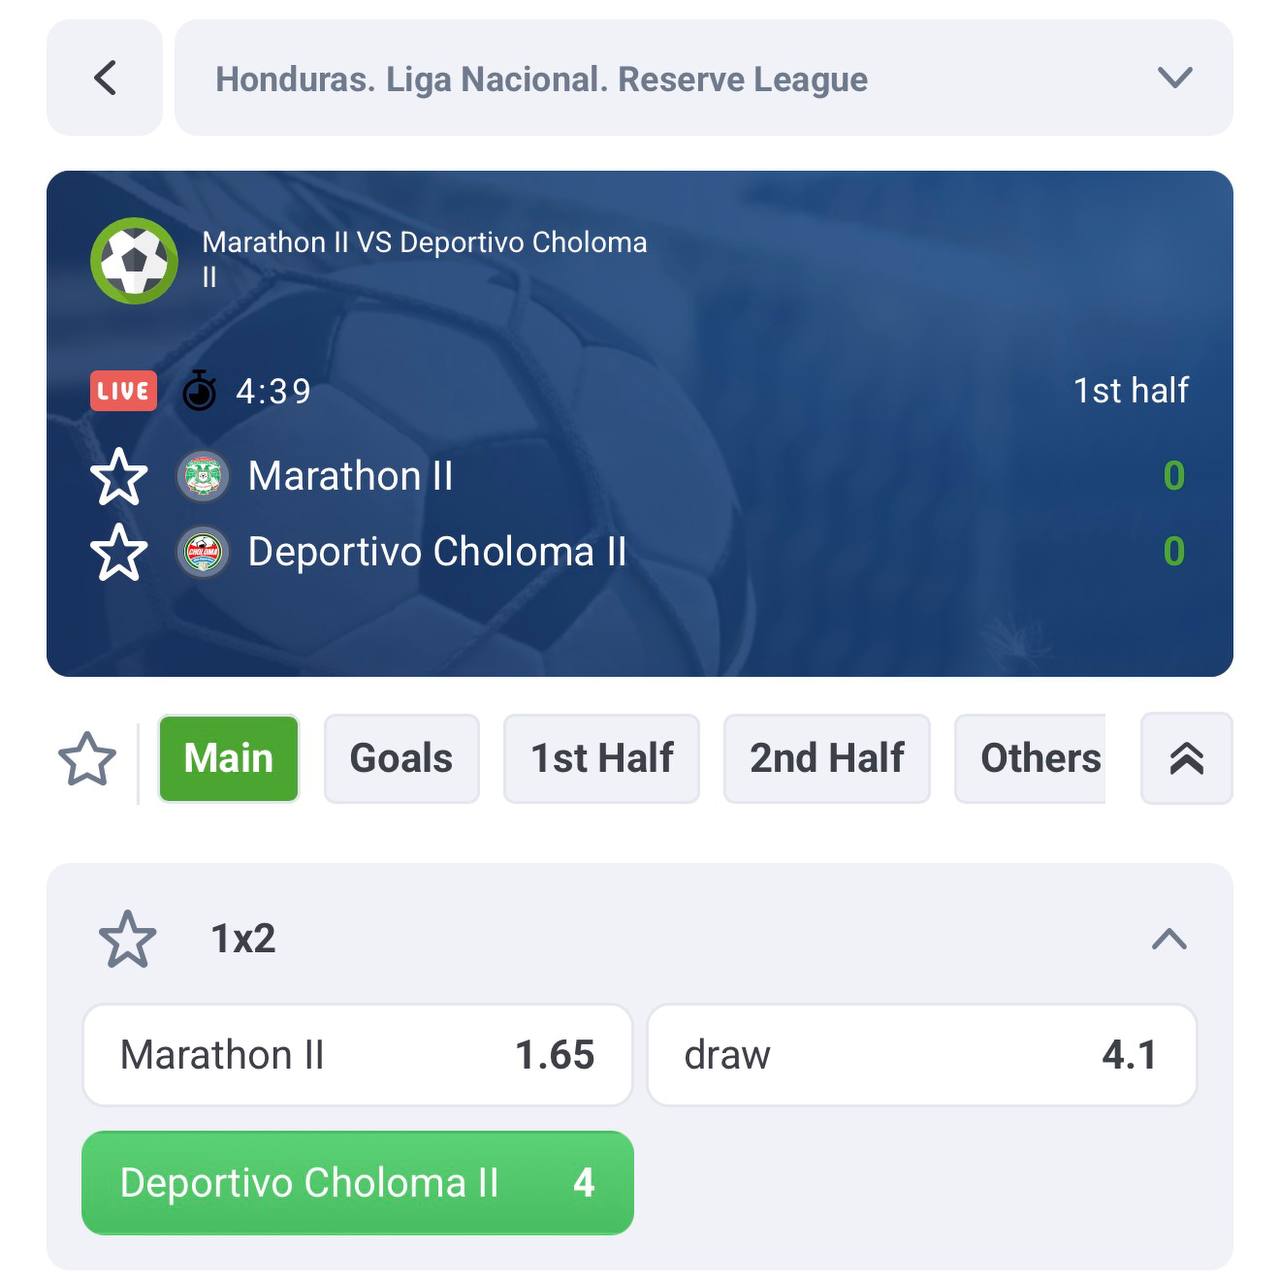 Honduras. Liga Nacional. Reserve League
Marathon II VS Deportivo Choloma
II
LIVE 4:39 1st half
Marathon II 0
Deportivo Choloma II 0
Main Goals 1st Half 2nd Half Others
1x2
Marathon II 1.65 draw 4.1
Deportivo Choloma II 4